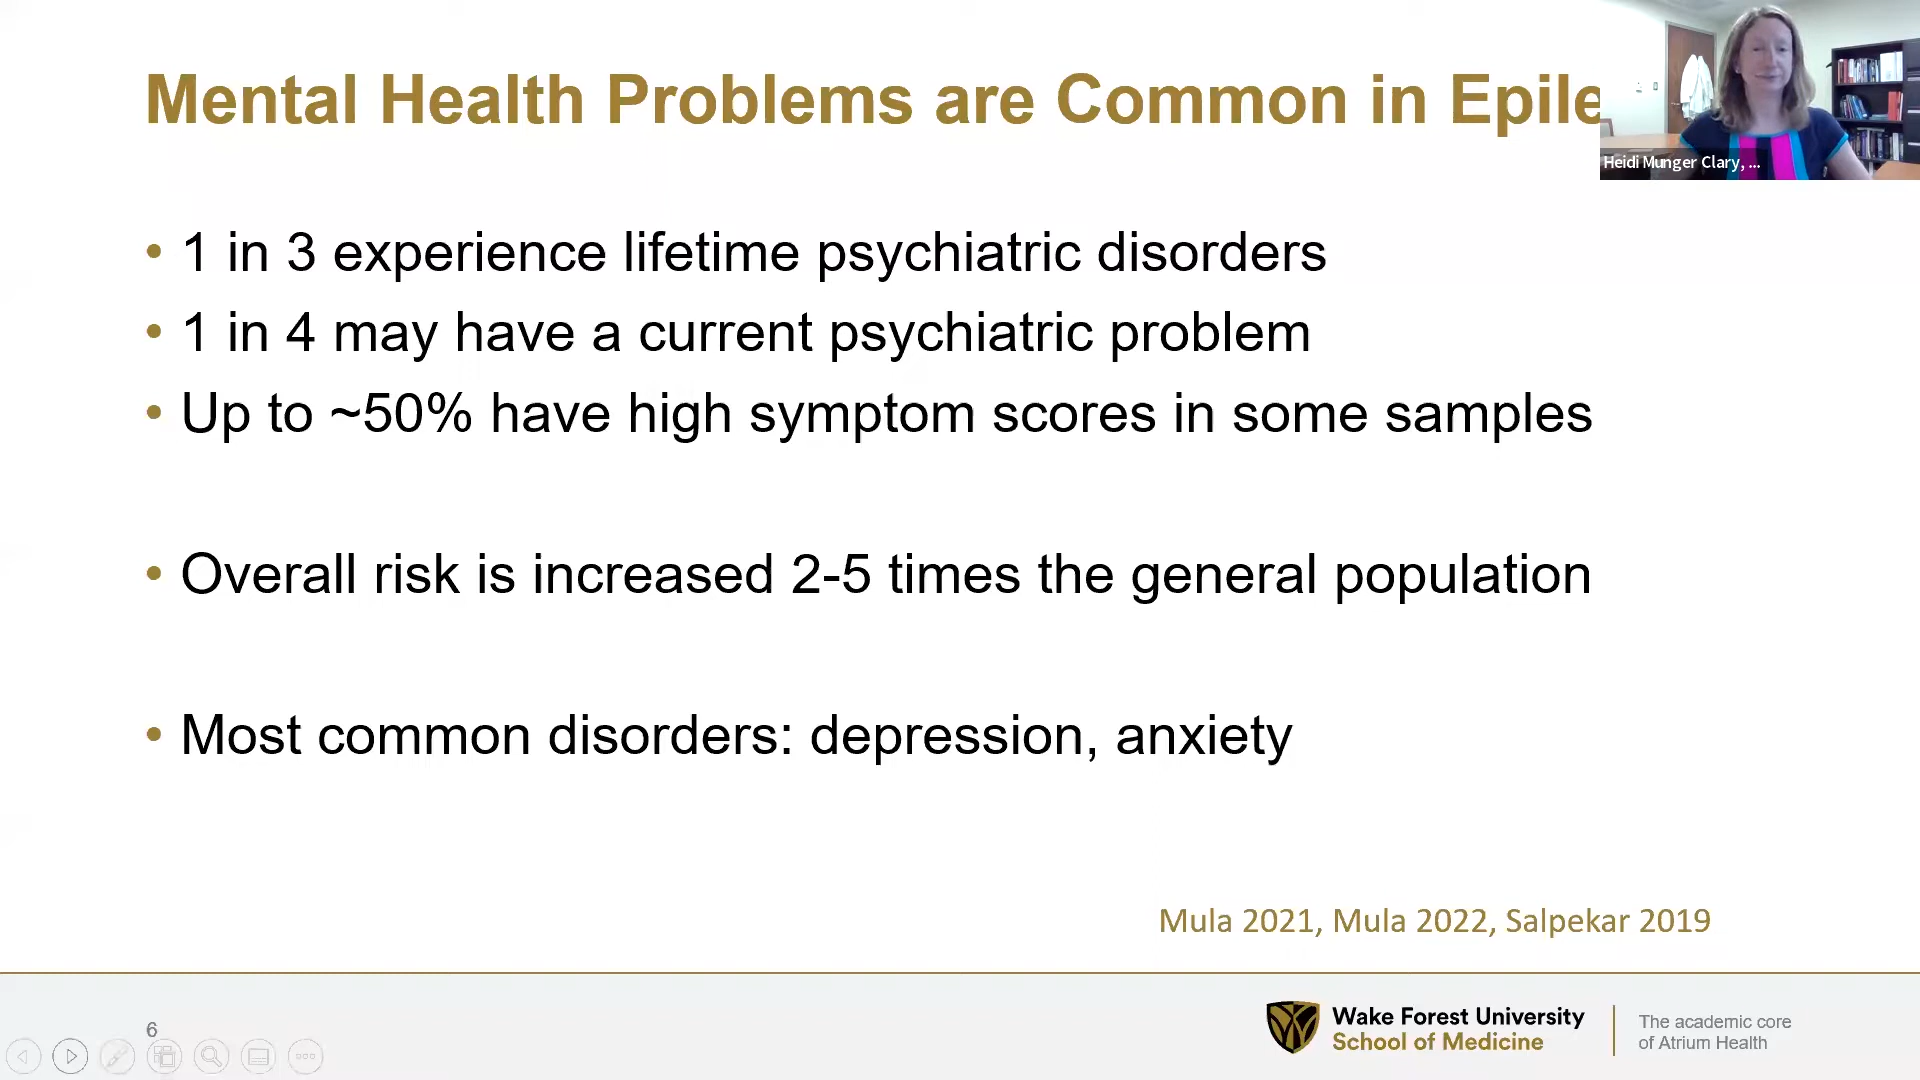 Mental Health Problems are Common in Epile
Heidi Munger Clary, ...
• 1 in 3 experience lifetime psychiatric disorders
• 1 in 4 may have a current psychiatric problem
• Up to ~50% have high symptom scores in some samples
• Overall risk is increased 2-5 times the general population
• Most common disorders: depression, anxiety
Mula 2021, Mula 2022, Salpekar 2019
6
Wake Forest University
School of Medicine
The academic core
of Atrium Health